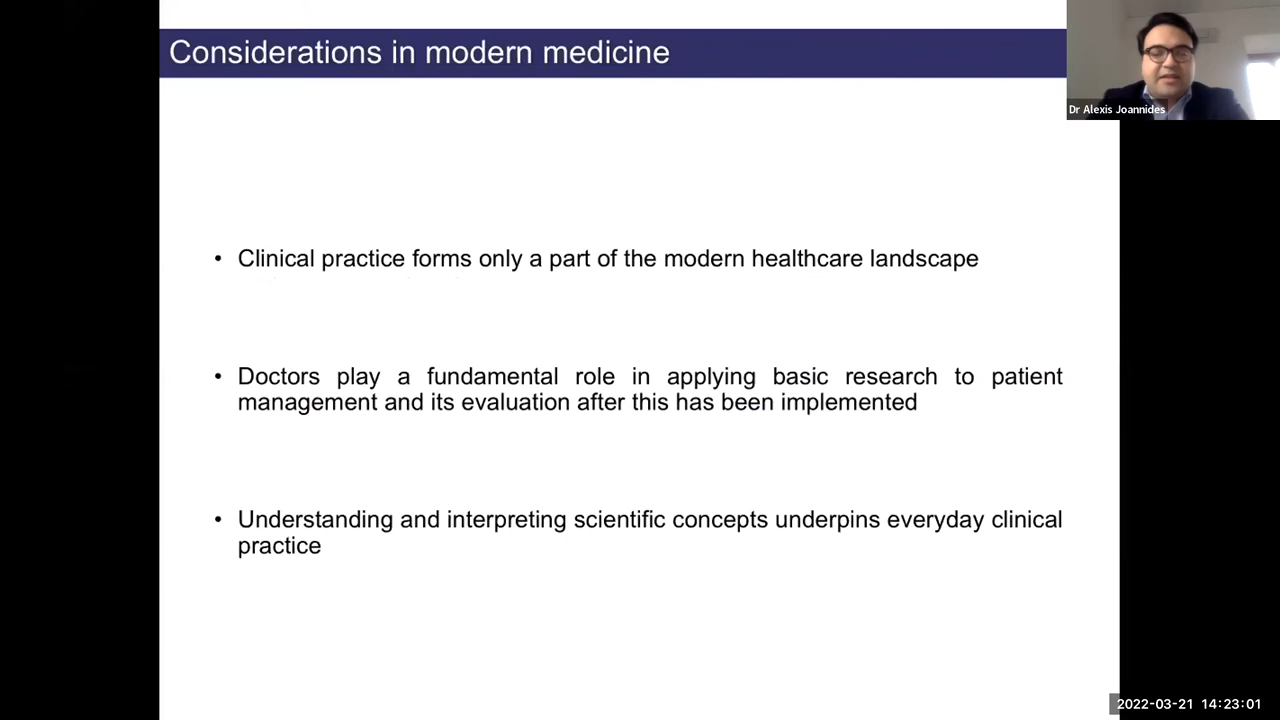 Considerations in modern medicine
Dr Alexis Joannides
• Clinical practice forms only a part of the modern healthcare landscape
• Doctors play a fundamental role in applying basic research to patient
management and its evaluation after this has been implemented
• Understanding and interpreting scientific concepts underpins everyday clinical
practice
2022-03-21 14:23:01